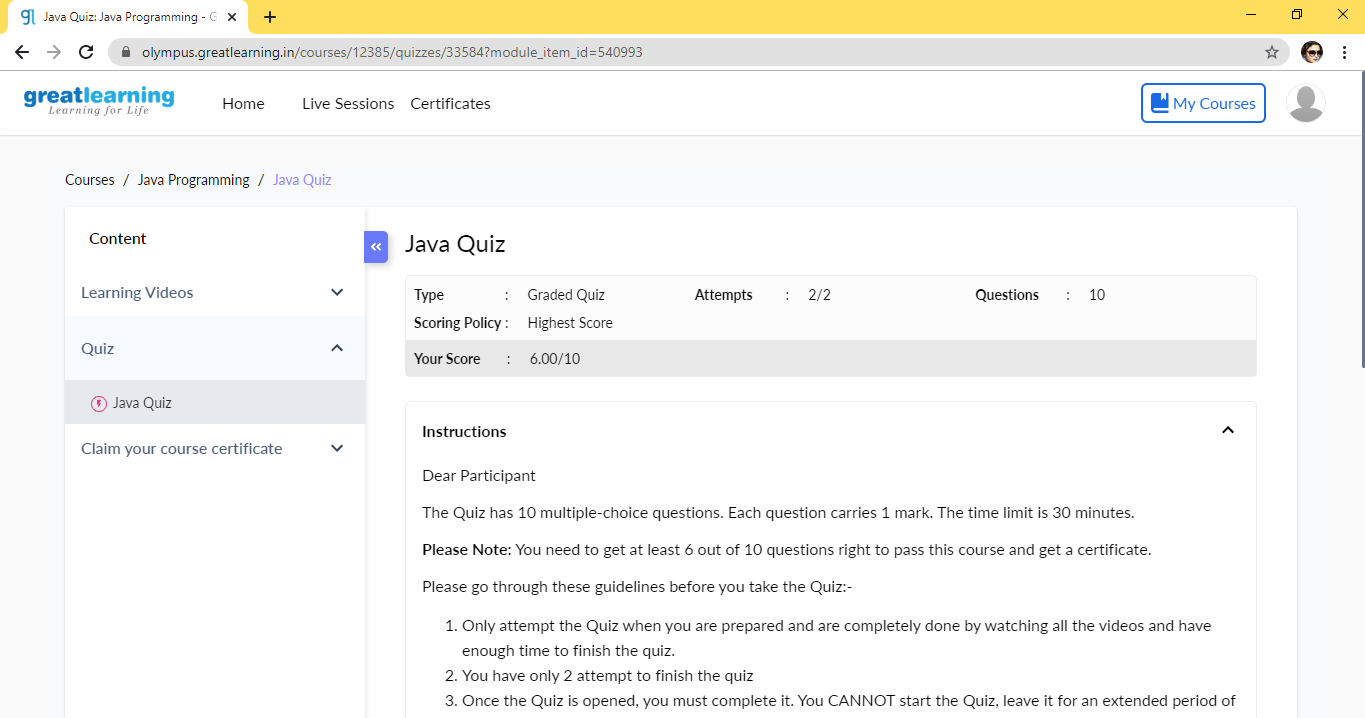 Java Quiz: Java Programming - G
olympus.greatlearning.in/courses/12385/quizzes/33584?module_item_id=540993
greatlearning
Learning for Life
Home Live Sessions Certificates
My Courses
Courses / Java Programming / Java Quiz
Content
Learning Videos
Quiz
Java Quiz
Claim your course certificate
Java Quiz
Type : Graded Quiz Attempts : 2/2 Questions : 10
Scoring Policy : Highest Score
Your Score : 6.00/10
Instructions
Dear Participant
The Quiz has 10 multiple-choice questions. Each question carries 1 mark. The time limit is 30 minutes.
Please Note: You need to get at least 6 out of 10 questions right to pass this course and get a certificate.
Please go through these guidelines before you take the Quiz:-
1. Only attempt the Quiz when you are prepared and are completely done by watching all the videos and have
enough time to finish the quiz.
2. You have only 2 attempt to finish the quiz
3. Once the Quiz is opened, you must complete it. You CANNOT start the Quiz, leave it for an extended period of